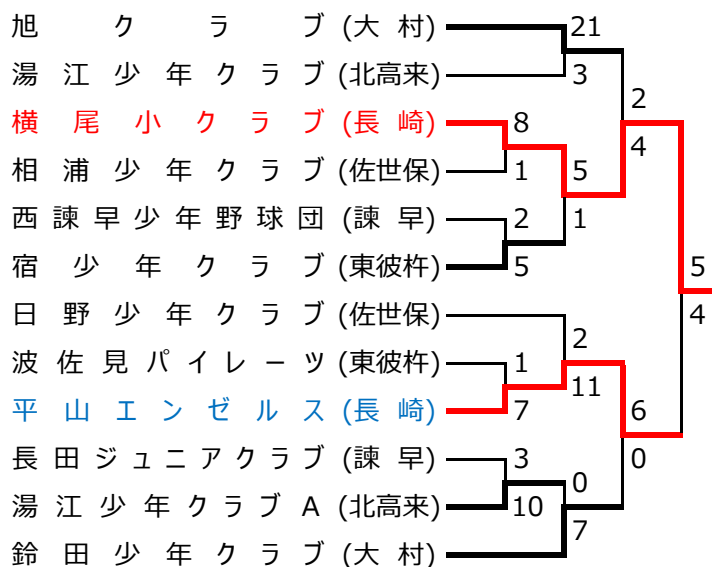 旭クラブ(大村) 21
湯江少年クラブ(北高来) 3
2
横尾小クラブ(長崎) 8
4
相浦少年クラブ(佐世保) 1 5
西諫早少年野球団(諫早) 2 1
宿少年クラブ(東彼杵) 5 5
日野少年クラブ(佐世保) 4
2
波佐見パイレーツ(東彼杵) 1
11
平山エンゼルス(長崎) 7 6
長田ジュニアクラブ(諫早) 3 0
0
湯江少年クラブA(北高来) 10
7
鈴田少年クラブ(大村)